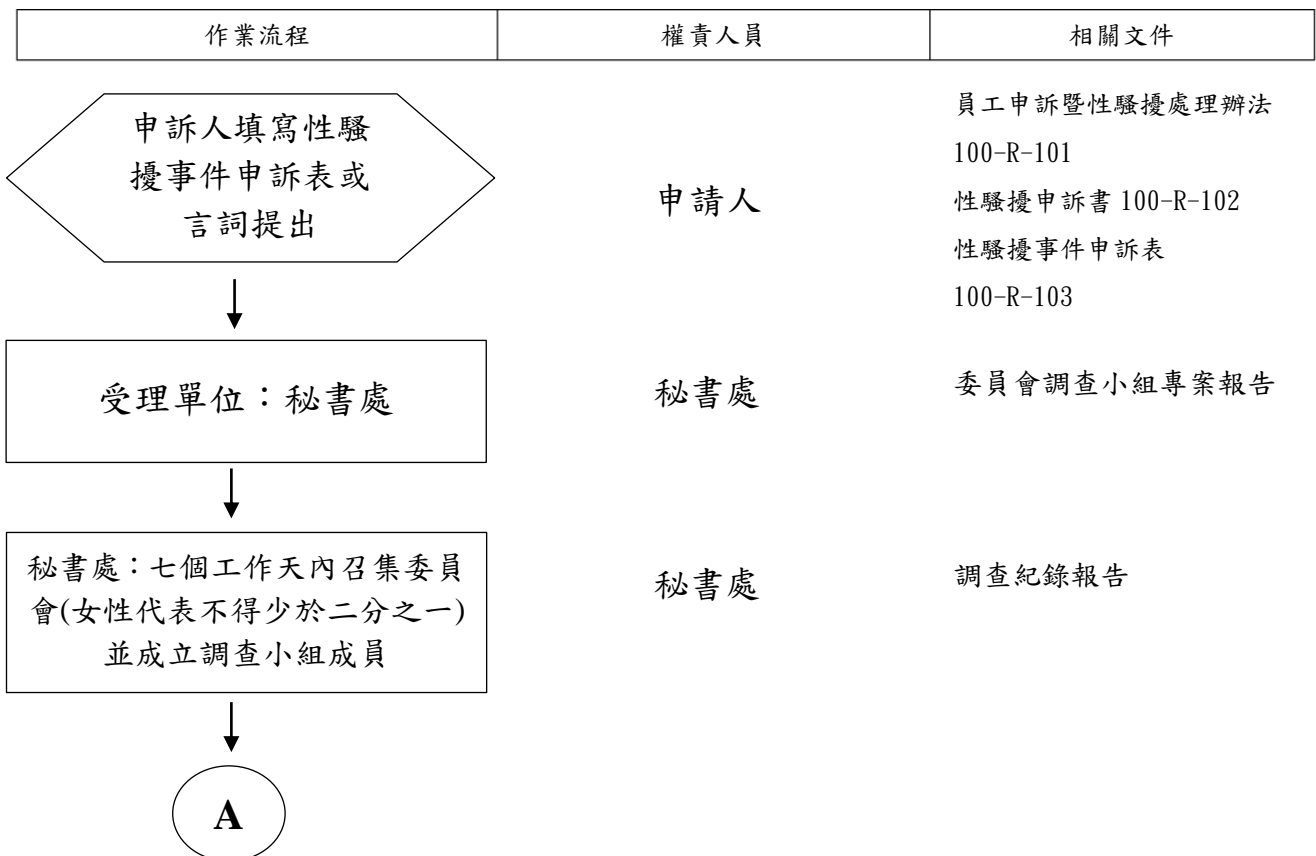 作業流程 權責人員 相關文件
申訴人填寫性騷
擾事件申訴表或
言詞提出
申請人
員工申訴暨性騷擾處理辦法
100-R-101
性騷擾申訴書 100-R-102
性騷擾事件申訴表
100-R-103
受理單位：秘書處
秘書處
委員會調查小組專案報告
秘書處：七個工作天內召集委員
會(女性代表不得少於二分之一)
並成立調查小組成員
秘書處
調查紀錄報告
A